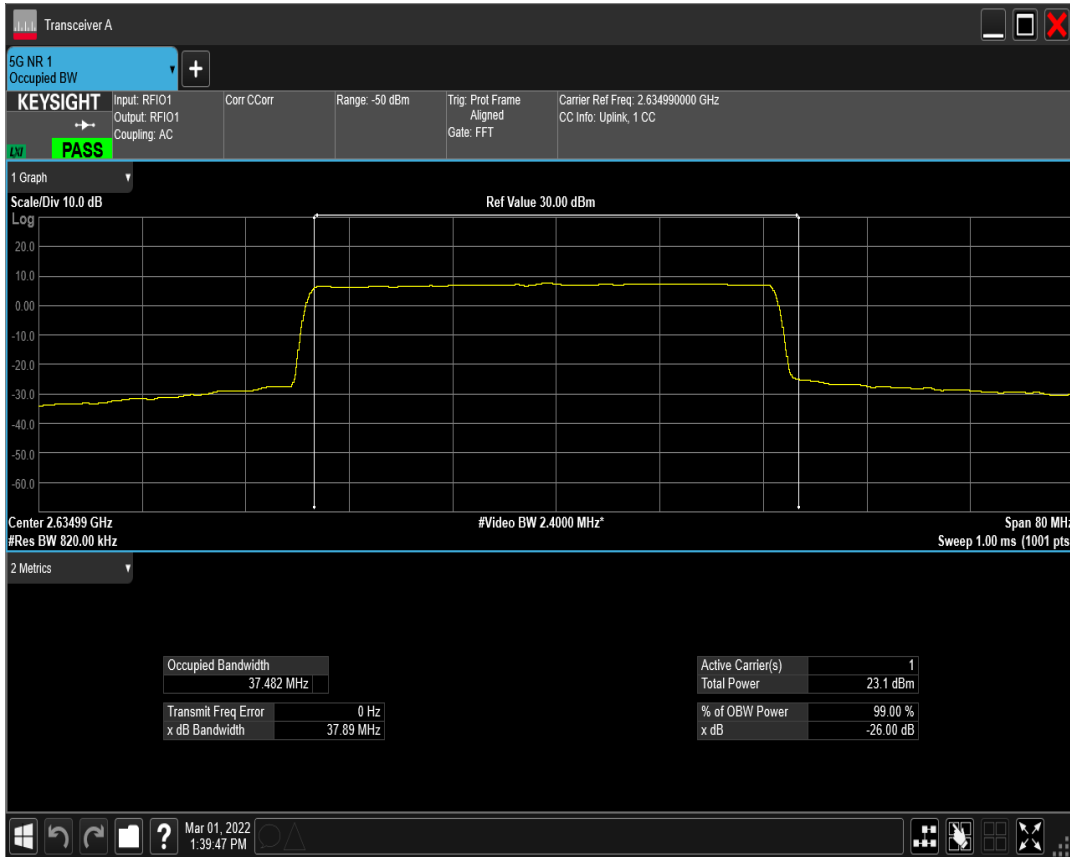 Transceiver A
5G NR 1
Occupied BW
+
KEYSIGHT
LXI
PASS
Input: RFIO1
Output: RFIO1
Coupling: AC
Corr CCorr
Range: -50 dBm
Trig: Prot Frame
Aligned
Gate: FFT
Carrier Ref Freq: 2.634990000 GHz
CC Info: Uplink, 1 CC
1 Graph
Scale/Div 10.0 dB
Ref Value 30.00 dBm
Log
20.0
10.0
0.00
-10.0
-20.0
-30.0
-40.0
-50.0
-60.0
Center 2.63499 GHz
#Video BW 2.4000 MHz*
Span 80 MHz
#Res BW 820.00 kHz
Sweep 1.00 ms (1001 pts
2 Metrics
Occupied Bandwidth
37.482 MHz
Transmit Freq Error 0 Hz
x dB Bandwidth 37.89 MHz
Active Carrier(s) 1
Total Power 23.1 dBm
% of OBW Power 99.00 %
x dB -26.00 dB
?
Mar 01, 2022
1:39:47 PM